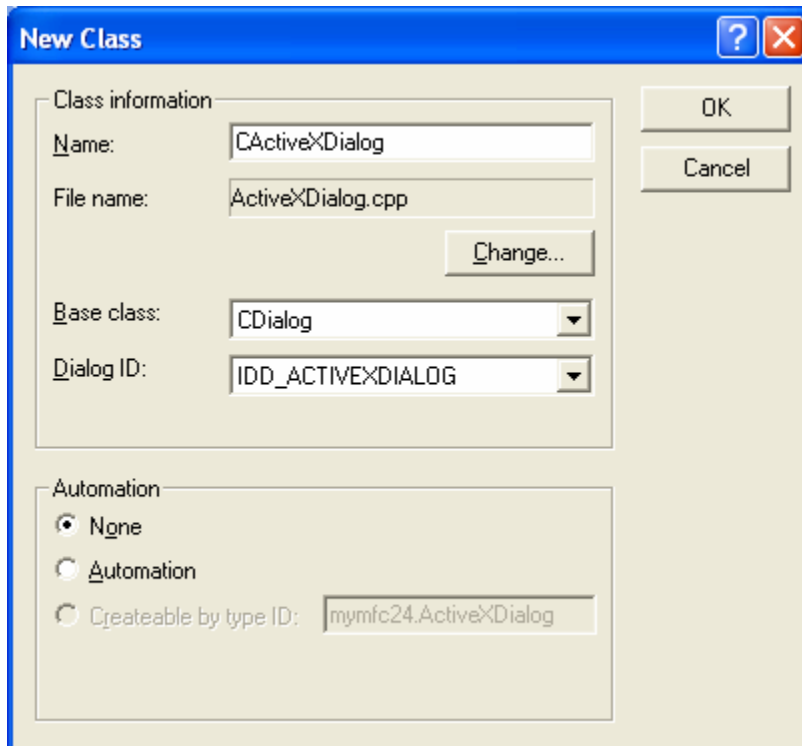 New Class
Class information
OK
Name:
CActiveXDialog
Cancel
File name:
ActiveXDialog.cpp
Change...
Base class:
CDialog
Dialog ID:
IDD_ACTIVEXDIALOG
Automation
None
Automation
Createable by type ID:
mymfc24.ActiveXDialog